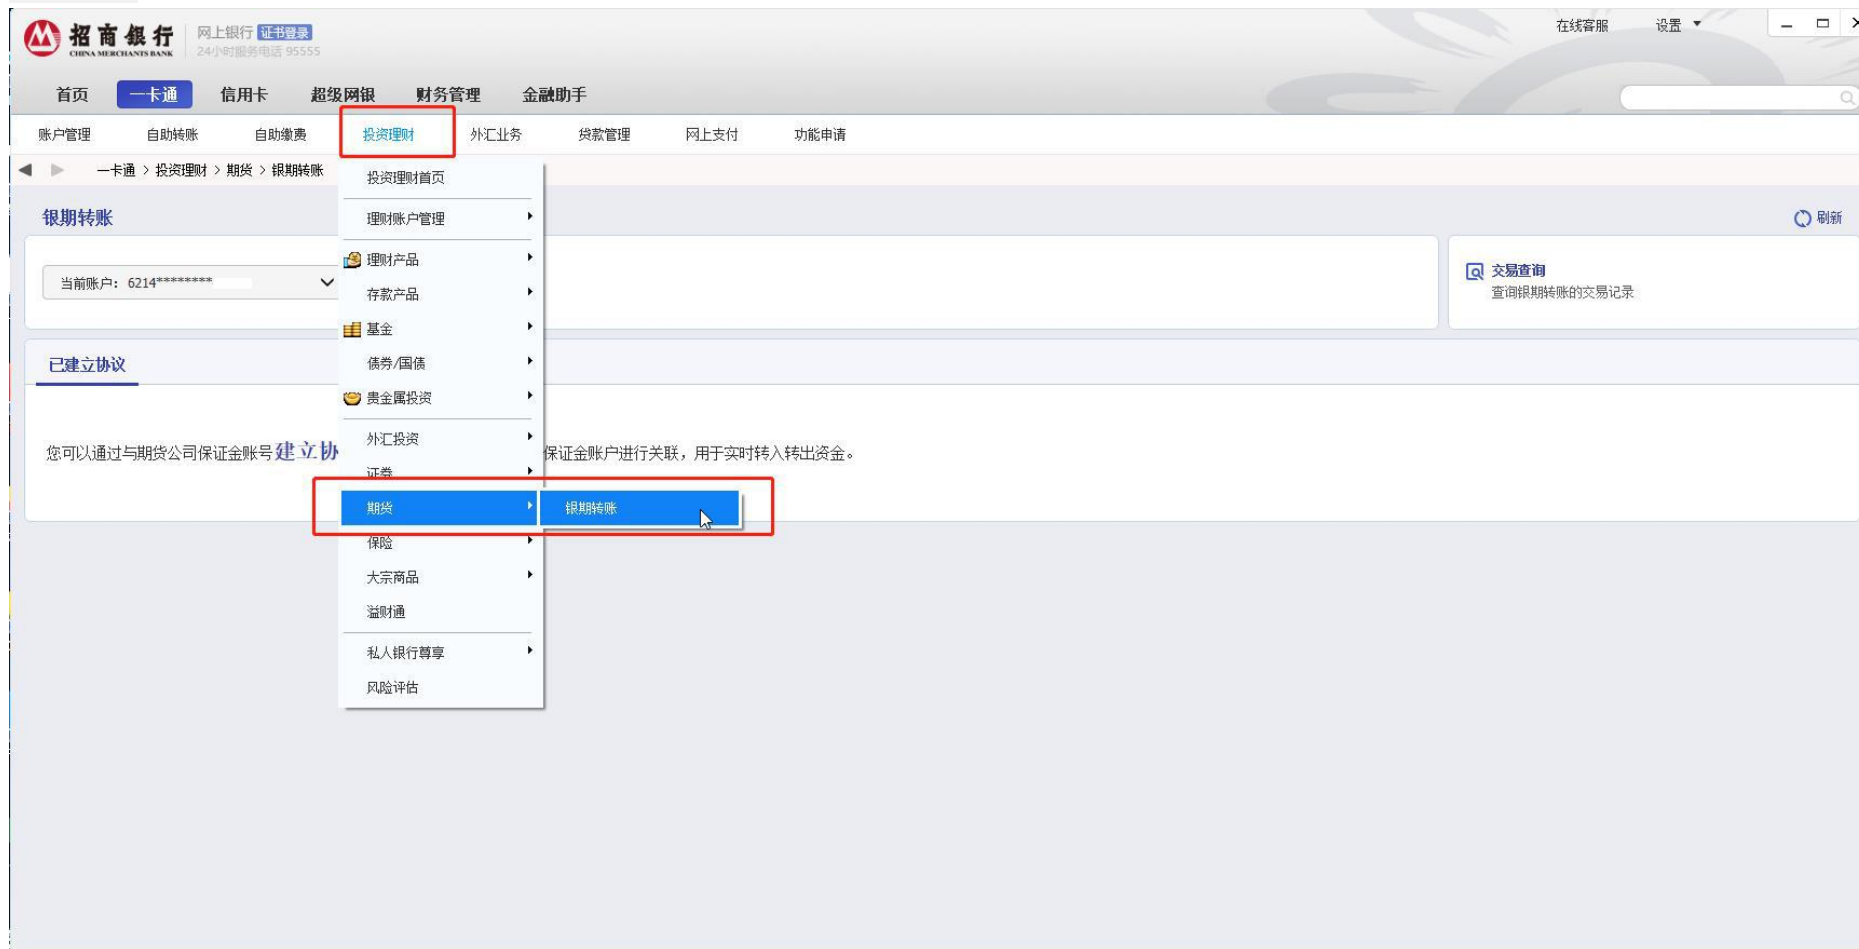 招商银行
CHINA MERCHANTS BANK
网上银行 证书登录
24小时服务电话 95555
在线客服 设置
首页 一卡通 信用卡 超级网银 财务管理 金融助手
账户管理 自助转账 自助缴费 投资理财 外汇业务 贷款管理 网上支付 功能申请
一卡通 > 投资理财 > 期货 > 银期转账
投资理财首页
银期转账
理财账户管理
刷新
理财产品
当前账户: 6214********
交易查询
查询银期转账的交易记录
存款产品
基金
已建立协议
债券/国债
贵金属投资
外汇投资
您可以通过与期货公司保证金账号建立协
保证金账户进行关联，用于实时转入转出资金。
证券
期货 银期转账
保险
大宗商品
溢财通
私人银行尊享
风险评估